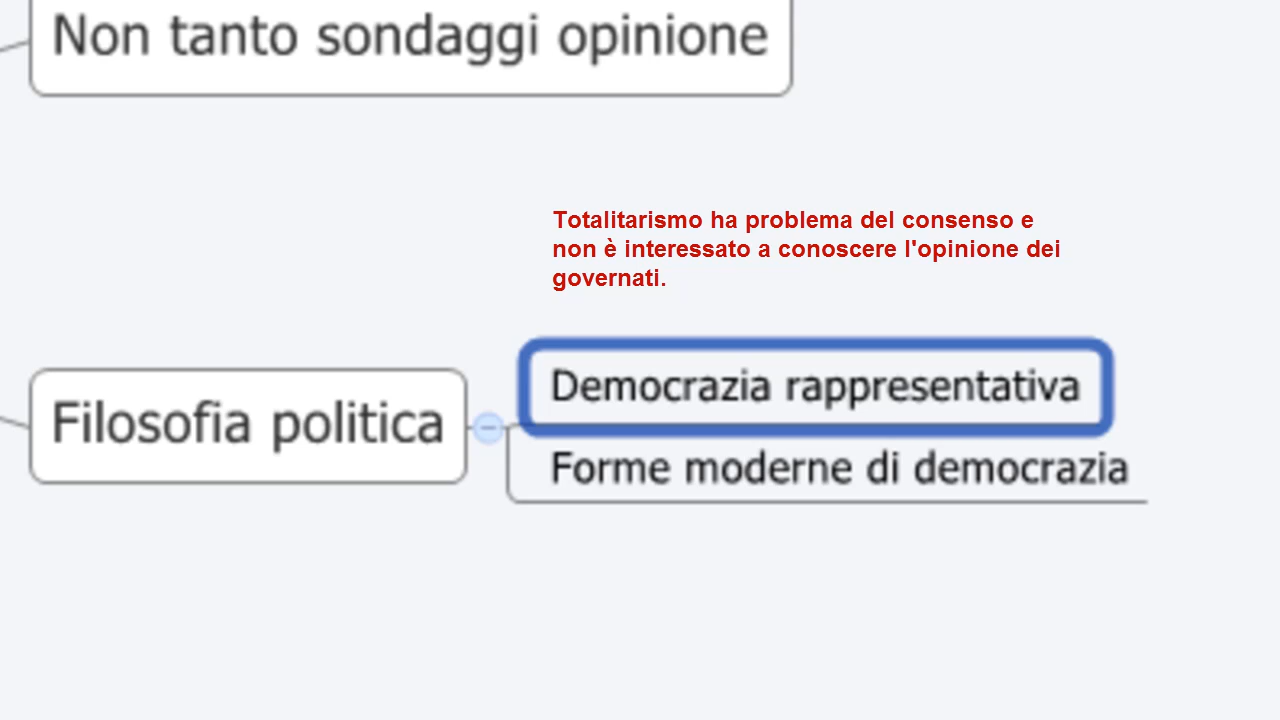 Non tanto sondaggi opinione
Totalitarismo ha problema del consenso e
non è interessato a conoscere l'opinione dei
governati.
Filosofia politica
Democrazia rappresentativa
Forme moderne di democrazia